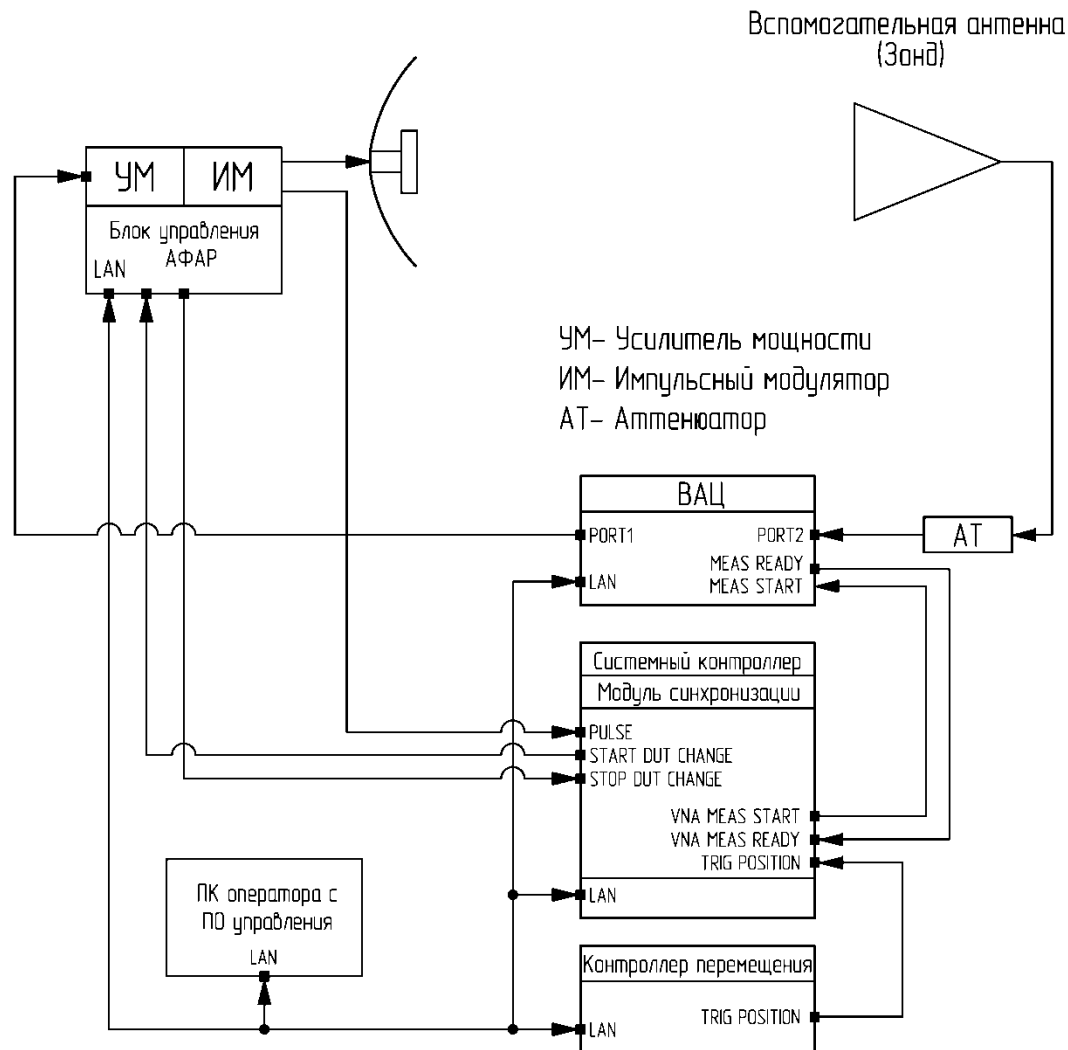 Вспомогательная антенна
(Зонд)
УМ
ИМ
Блок управления
АФАР
LAN
УМ– Усилитель мощности
ИМ– Импульсный модулятор
АТ– Аттенюатор
ВАЦ
PORT1
PORT2
АТ
MEAS READY
LAN
MEAS START
Системный контроллер
Модуль синхронизации
PULSE
START DUT CHANGE
STOP DUT CHANGE
VNA MEAS START
VNA MEAS READY
TRIG POSITION
LAN
ПК оператора с
ПО управления
LAN
Контроллер перемещения
TRIG POSITION
LAN